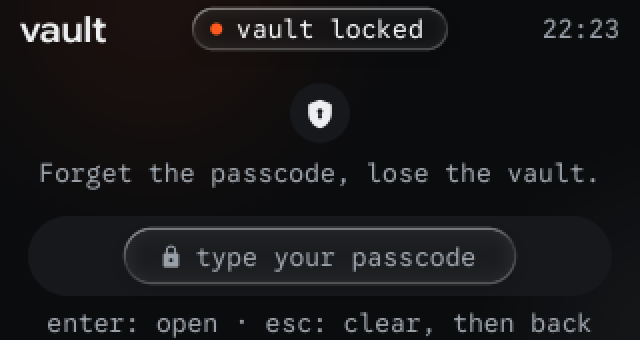 vault
vault locked
22:23
Forget the passcode, lose the vault.
type your passcode
enter: open · esc: clear, then back